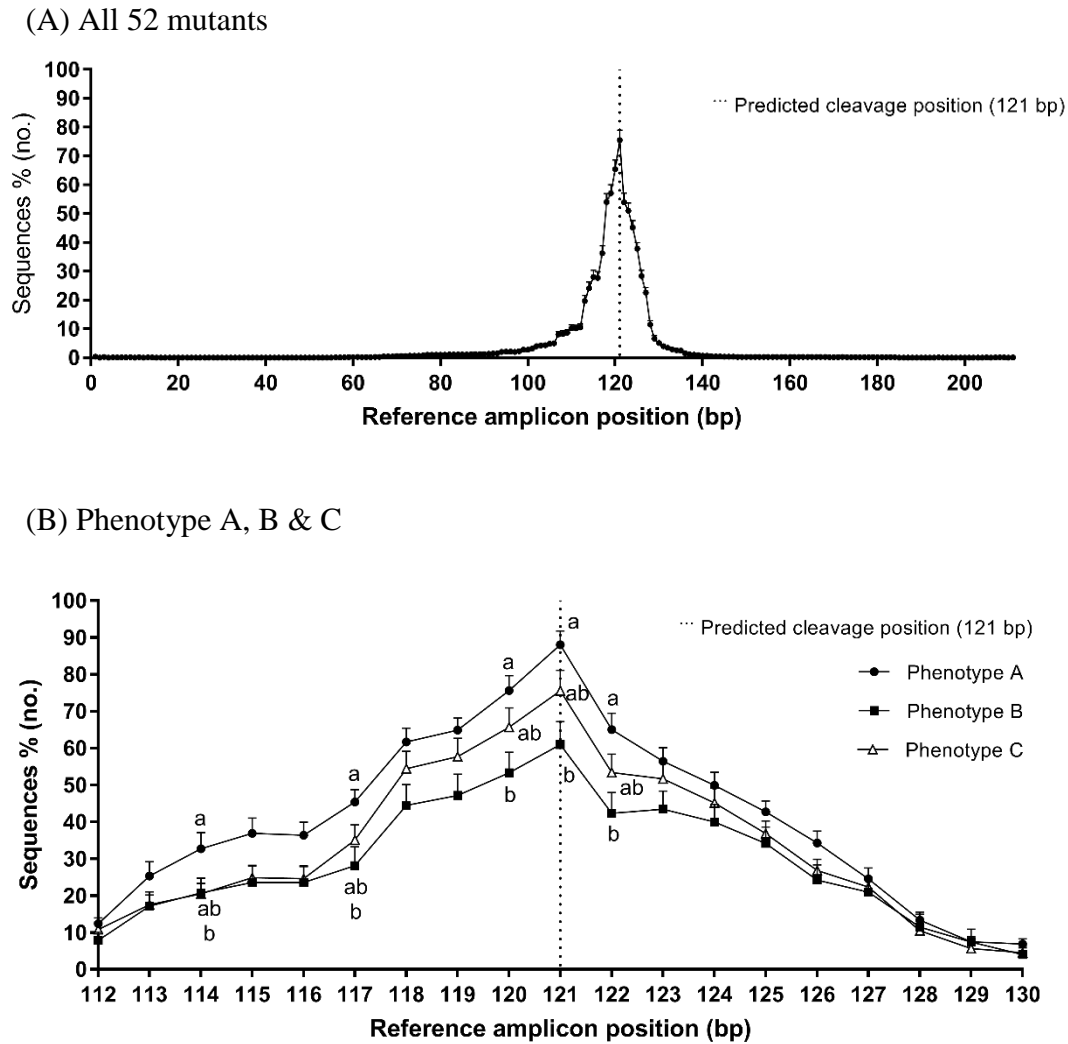 (A) All 52 mutants
100
90
80
70
60
50
40
30
20
10
0
Sequences % (no.)
··· Predicted cleavage position (121 bp)
0 20 40 60 80 100 120 140 160 180 200
Reference amplicon position (bp)
(B) Phenotype A, B & C
100
90
80
70
60
50
40
30
20
10
0
Sequences % (no.)
··· Predicted cleavage position (121 bp)
Phenotype A
Phenotype B
Phenotype C
a
a
a
a
a
ab
ab
ab
ab
ab
b
b
b
b
b
112 113 114 115 116 117 118 119 120 121 122 123 124 125 126 127 128 129 130
Reference amplicon position (bp)